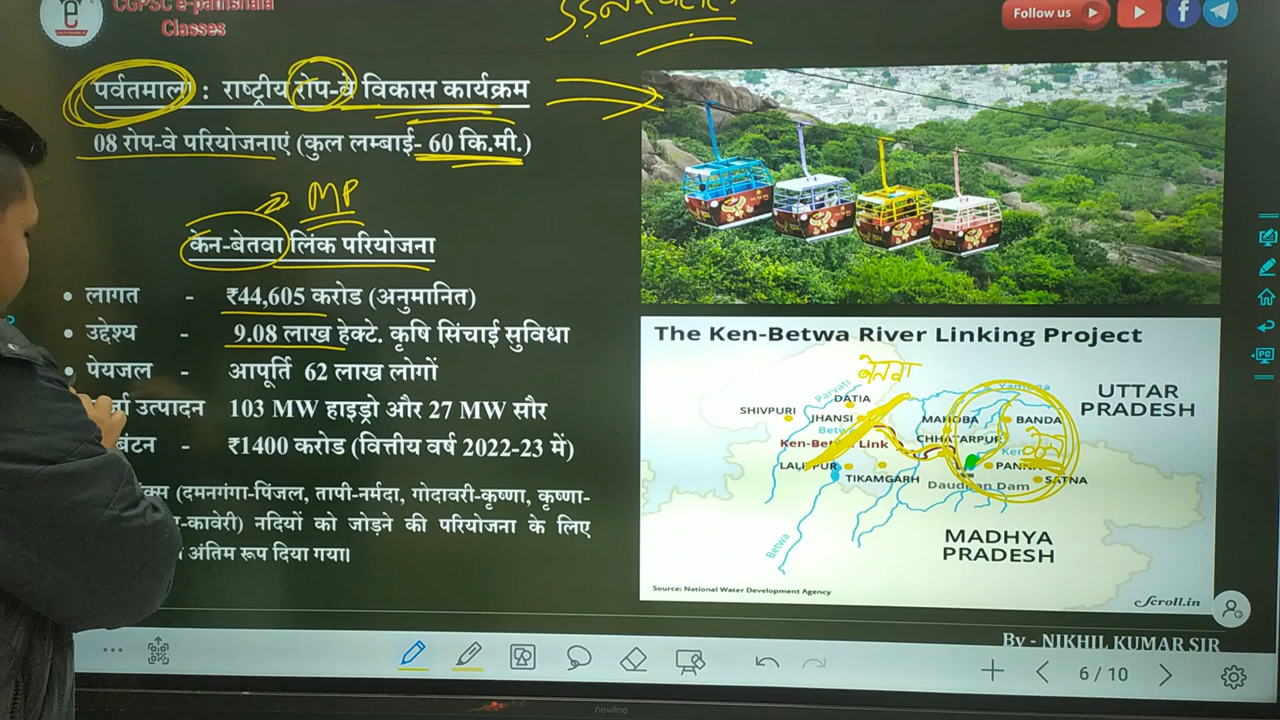 CGPSC e-pathshala
Classes
Follow us
पर्वतमाला : राष्ट्रीय रोप-वे विकास कार्यक्रम
08 रोप-वे परियोजनाएं (कुल लम्बाई- 60 कि.मी.)
MP
केन-बेतवा लिंक परियोजना
• लागत - ₹44,605 करोड (अनुमानित)
• उद्देश्य - 9.08 लाख हेक्टे. कृषि सिंचाई सुविधा
• पेयजल - आपूर्ति 62 लाख लोगों
उत्पादन 103 MW हाइड्रो और 27 MW सौर
- ₹1400 करोड (वित्तीय वर्ष 2022-23 में)
(दमनगंगा-पिंजल, तापी-नर्मदा, गोदावरी-कृष्णा, कृष्णा-
-कावेरी) नदियों को जोड़ने की परियोजना के लिए
अंतिम रूप दिया गया।
The Ken-Betwa River Linking Project
बेतवा
UTTAR
PRADESH
Parvati
Yamuna
DATIA
SHIVPURI
JHANSI
MAHOBA
BANDA
Betw
CHHATARPUR
Ken-Betwa Link
Ken
केन
LALITPUR
PANNA
TIKAMGARH
Daudhan Dam
SATNA
Betwa
MADHYA
PRADESH
Source: National Water Development Agency
Scroll.in
By - NIKHIL KUMAR SIR
6 / 10
PC
newline